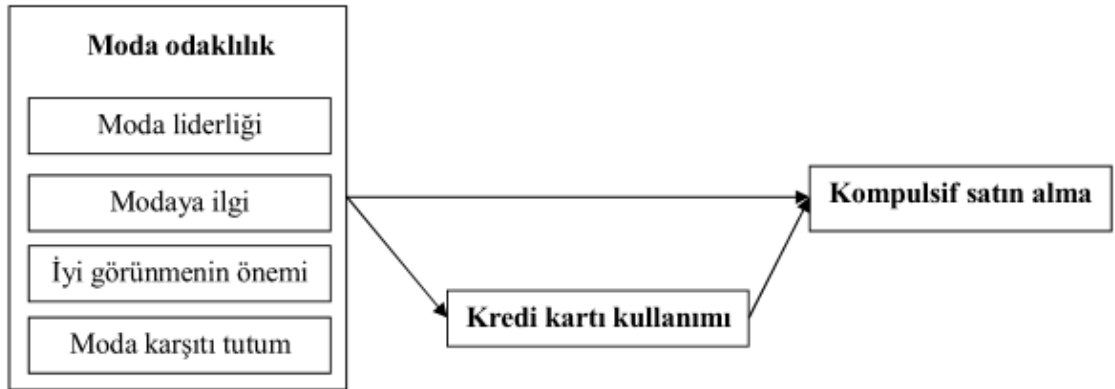 Moda odaklılık
Moda liderliği
Modaya ilgi
İyi görünmenin önemi
Moda karşıtı tutum
Kredi kartı kullanımı
Kompulsif satın alma